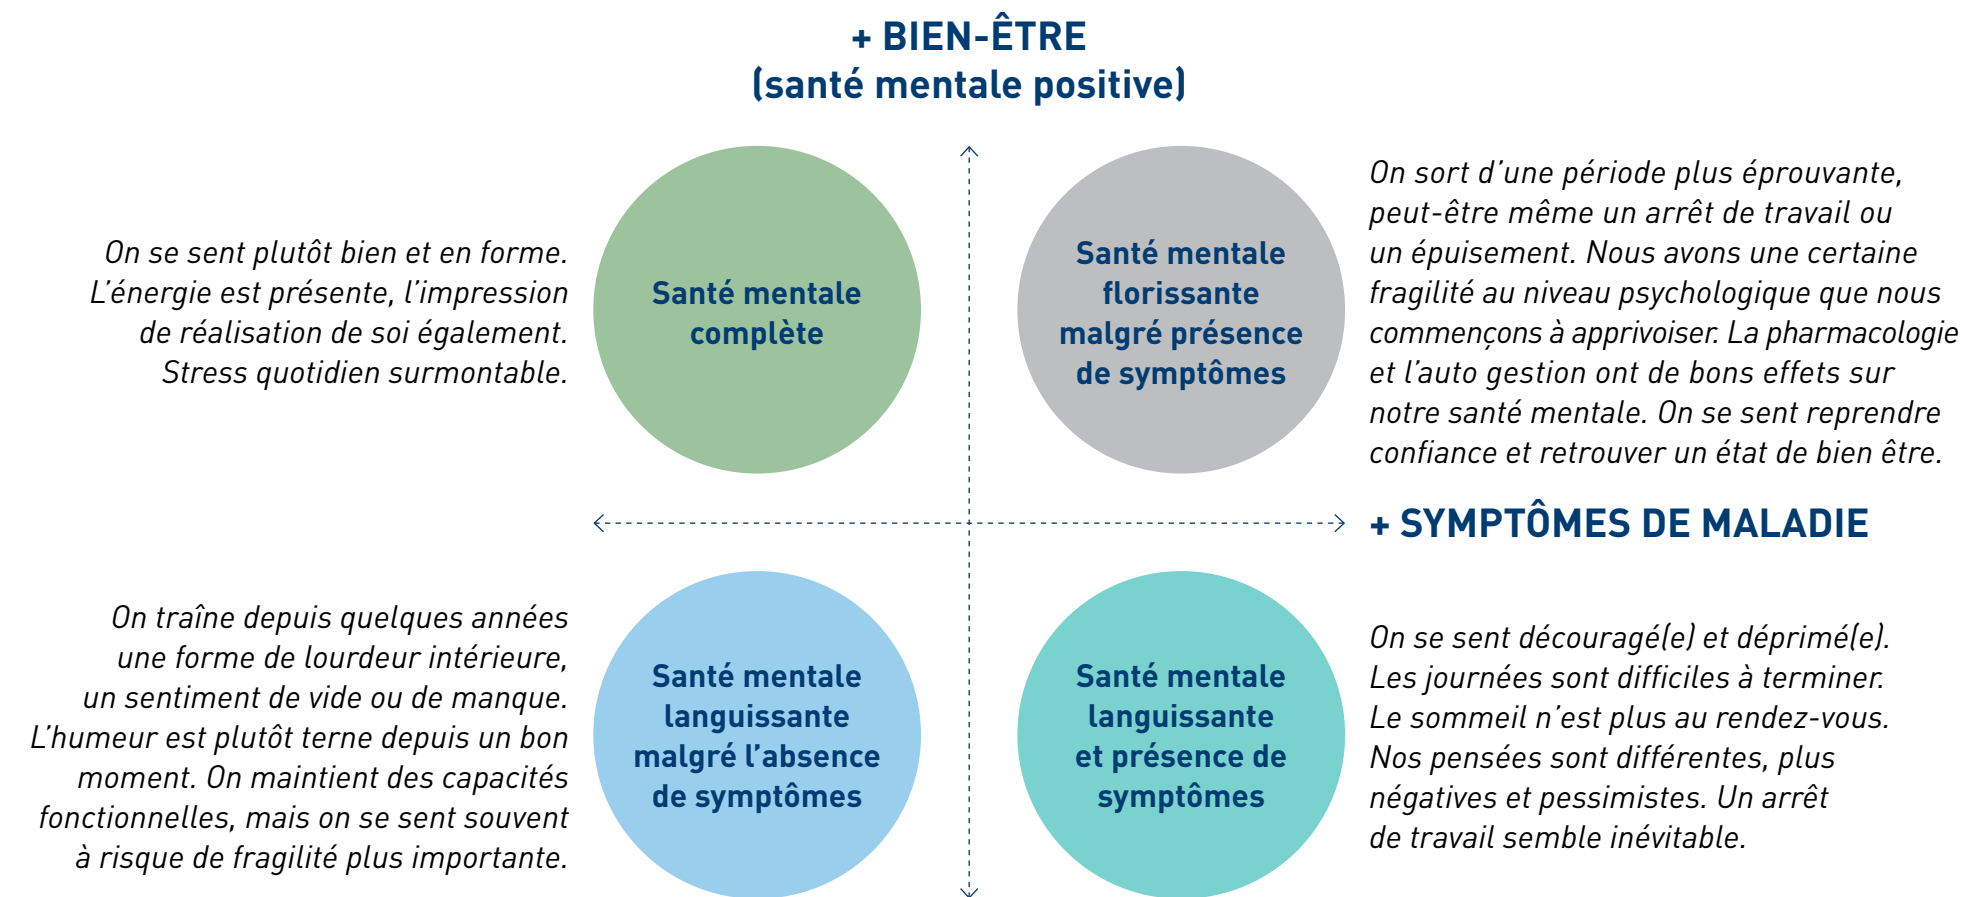 + BIEN-ÊTRE
(santé mentale positive)
On se sent plutôt bien et en forme.
L'énergie est présente, l'impression
de réalisation de soi également.
Stress quotidien surmontable.
Santé mentale
complète
Santé mentale
florissante
malgré présence
de symptômes
On sort d'une période plus éprouvante,
peut-être même un arrêt de travail ou
un épuisement. Nous avons une certaine
fragilité au niveau psychologique que nous
commençons à apprivoiser. La pharmacologie
et l'auto gestion ont de bons effets sur
notre santé mentale. On se sent reprendre
confiance et retrouver un état de bien être.
+ SYMPTÔMES DE MALADIE
On traîne depuis quelques années
une forme de lourdeur intérieure,
un sentiment de vide ou de manque.
L'humeur est plutôt terne depuis un bon
moment. On maintient des capacités
fonctionnelles, mais on se sent souvent
à risque de fragilité plus importante.
Santé mentale
languissante
malgré l'absence
de symptômes
Santé mentale
languissante
et présence de
symptômes
On se sent découragé(e) et déprimé(e).
Les journées sont difficiles à terminer.
Le sommeil n'est plus au rendez-vous.
Nos pensées sont différentes, plus
négatives et pessimistes. Un arrêt
de travail semble inévitable.